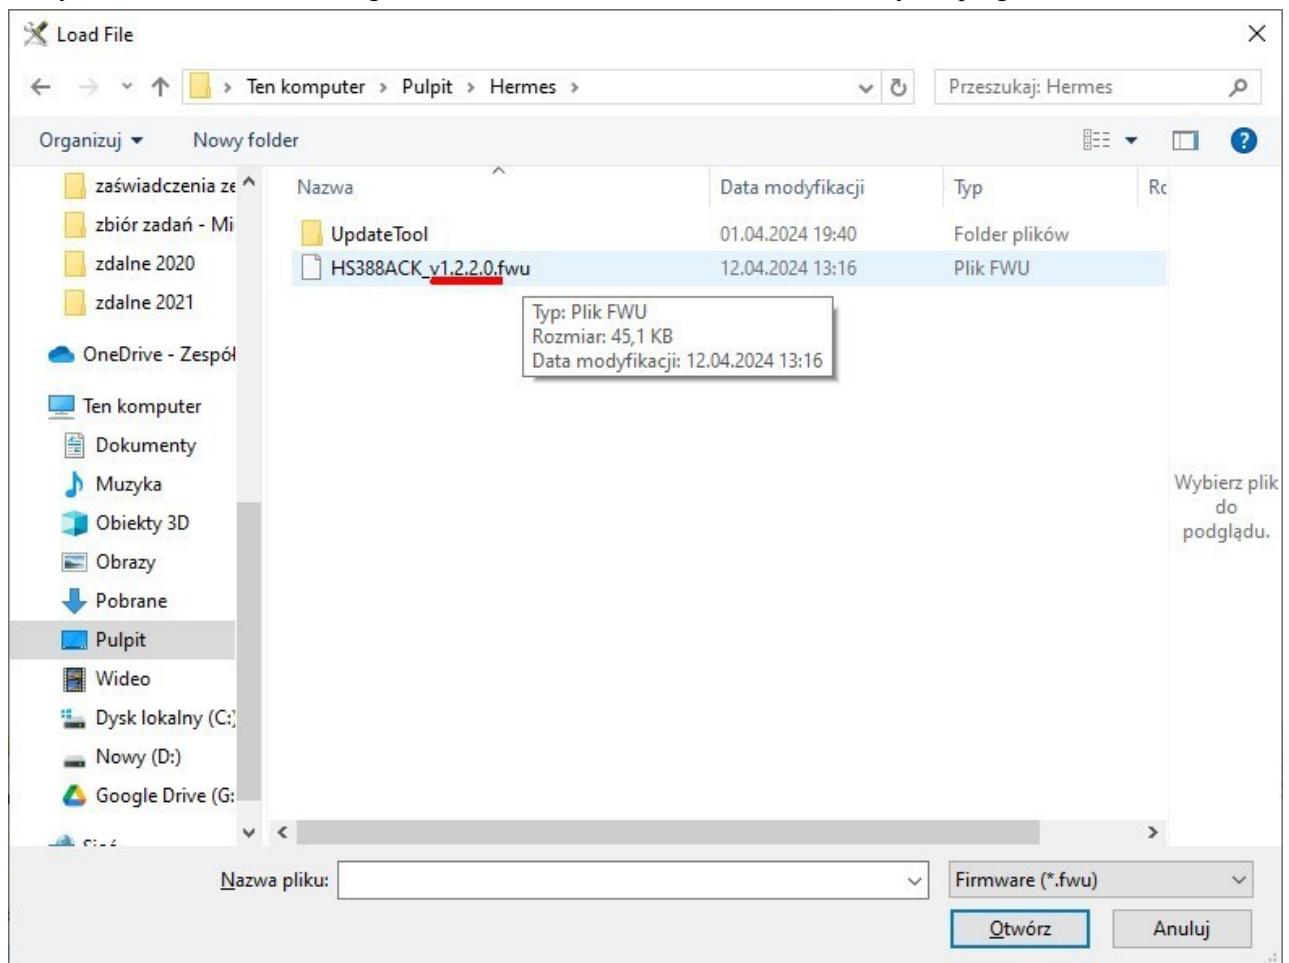 Load File
Ten komputer > Pulpit > Hermes >
Przeszukaj: Hermes
Organizuj
Nowy folder
?
zaświadczenia ze
zbiór zadań - Mi
zdalne 2020
zdalne 2021
OneDrive - Zespół
Ten komputer
Dokumenty
Muzyka
Obiekty 3D
Obrazy
Pobrane
Pulpit
Wideo
Dysk lokalny (C:)
Nowy (D:)
Google Drive (G:
Nazwa Data modyfikacji Typ Ro
UpdateTool 01.04.2024 19:40 Folder plików
HS388ACK_v1.2.2.0.fwu 12.04.2024 13:16 Plik FWU
Typ: Plik FWU
Rozmiar: 45,1 KB
Data modyfikacji: 12.04.2024 13:16
Wybierz plik
do
podglądu.
Nazwa pliku:
Firmware (*.fwu)
Otwórz
Anuluj